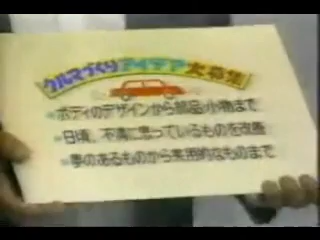 クルマづくりアイデア大募集
●ボディのデザインから部品・小物まで
●日頃、不満に思っているものを改善
●夢のあるものから実用的なものまで